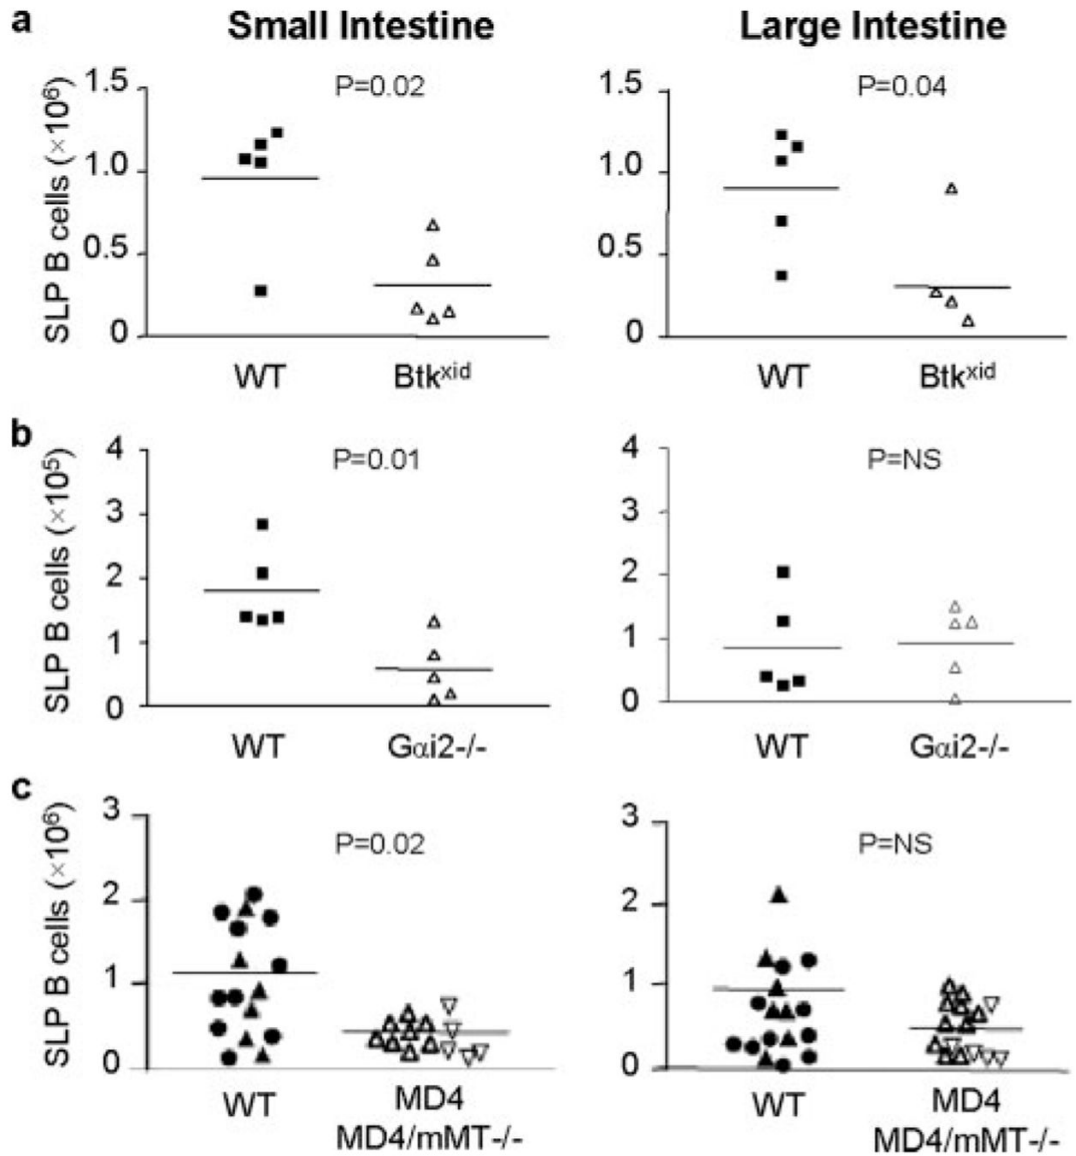 a
Small Intestine
Large Intestine
SLP B cells (×10⁶)
1.5
1.0
0.5
0
P=0.02
WT
Btkˣⁱᵈ
1.5
1.0
0.5
0
P=0.04
WT
Btkˣⁱᵈ
b
SLP B cells (×10⁵)
4
3
2
1
0
P=0.01
WT
Gαi2-/-
4
3
2
1
0
P=NS
WT
Gαi2-/-
c
SLP B cells (×10⁶)
3
2
1
0
P=0.02
WT
MD4
MD4/mMT-/-
3
2
1
0
P=NS
WT
MD4
MD4/mMT-/-